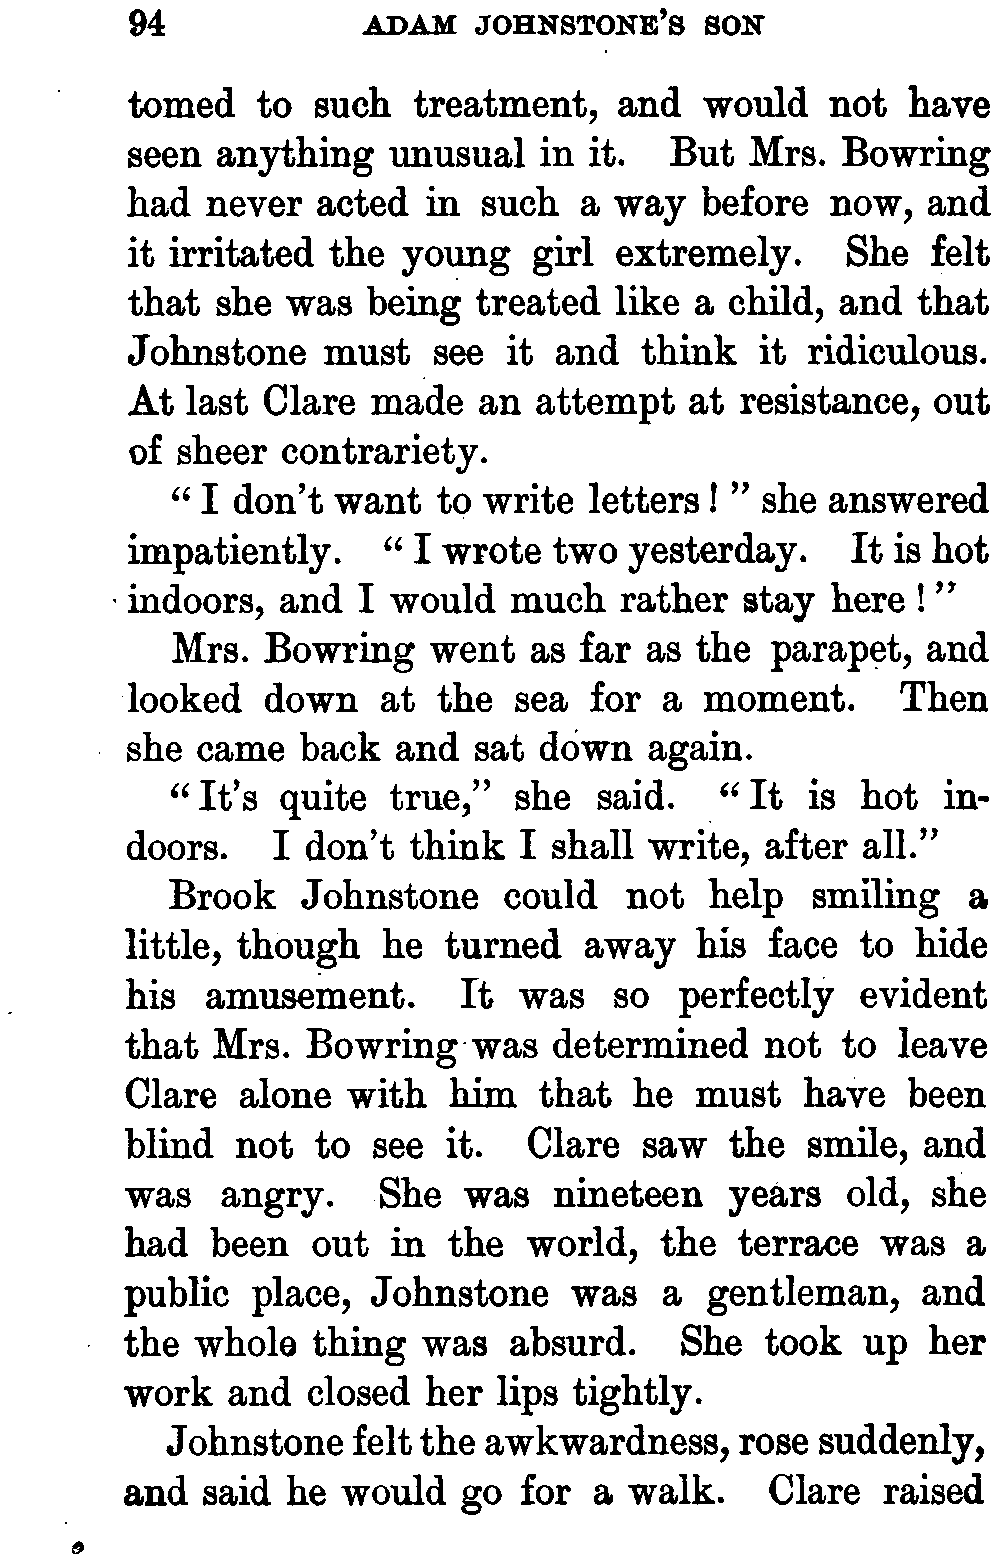 94 ADAM JOHNSTONE'S SON
tomed to such treatment, and would not have
seen anything unusual in it. But Mrs. Bowring
had never acted in such a way before now, and
it irritated the young girl extremely. She felt
that she was being treated like a child, and that
Johnstone must see it and think it ridiculous.
At last Clare made an attempt at resistance, out
of sheer contrariety.
“ I don't want to write letters ! ” she answered
impatiently. “ I wrote two yesterday. It is hot
indoors, and I would much rather stay here ! ”
Mrs. Bowring went as far as the parapet, and
looked down at the sea for a moment. Then
she came back and sat down again.
“ It's quite true,” she said. “ It is hot in-
doors. I don't think I shall write, after all.”
Brook Johnstone could not help smiling a
little, though he turned away his face to hide
his amusement. It was so perfectly evident
that Mrs. Bowring was determined not to leave
Clare alone with him that he must have been
blind not to see it. Clare saw the smile, and
was angry. She was nineteen years old, she
had been out in the world, the terrace was a
public place, Johnstone was a gentleman, and
the whole thing was absurd. She took up her
work and closed her lips tightly.
Johnstone felt the awkwardness, rose suddenly,
and said he would go for a walk. Clare raised